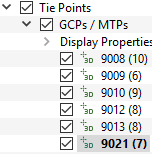 Tie Points
GCPs / MTPs
Display Properties
9008 (10)
9009 (6)
9010 (9)
9012 (8)
9013 (8)
9021 (7)